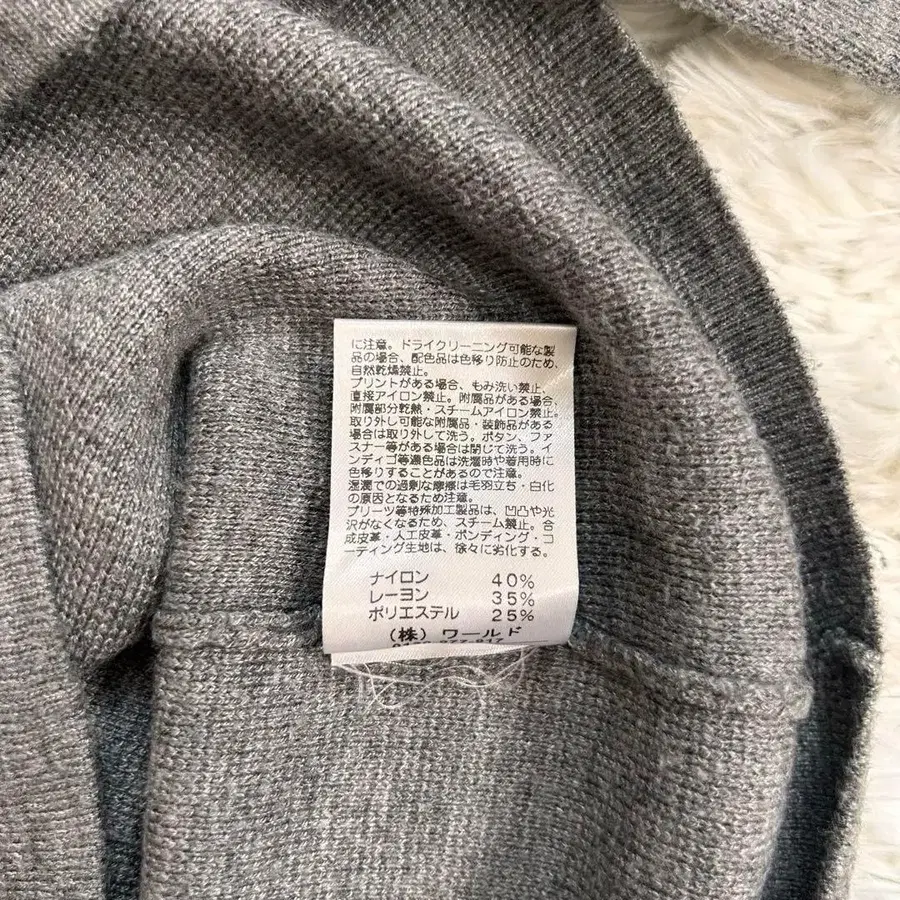 に注意。ドライクリーニング可能な製
品の場合、配色品は色移り防止のため、
自然乾燥禁止。
プリントがある場合、もみ洗い禁止、
直接アイロン禁止。附属品がある場合、
附属部分乾熱・スチームアイロン禁止。
取り外し可能な附属品・装飾品がある
場合は取り外して洗う。ボタン、ファ
スナー等がある場合は閉じて洗う。イ
ンディゴ等濃色品は洗濯時や着用時に
色移りすることがあるので注意。
湿潤での過剰な摩擦は毛羽立ち・白化
の原因となるため注意。
プリーツ等特殊加工製品は、凹凸や光
沢がなくなるため、スチーム禁止。合
成皮革・人工皮革・ボンディング・コ
ーティング生地は、徐々に劣化する。
ナイロン 40%
レーヨン 35%
ポリエステル 25%
(株) ワールド